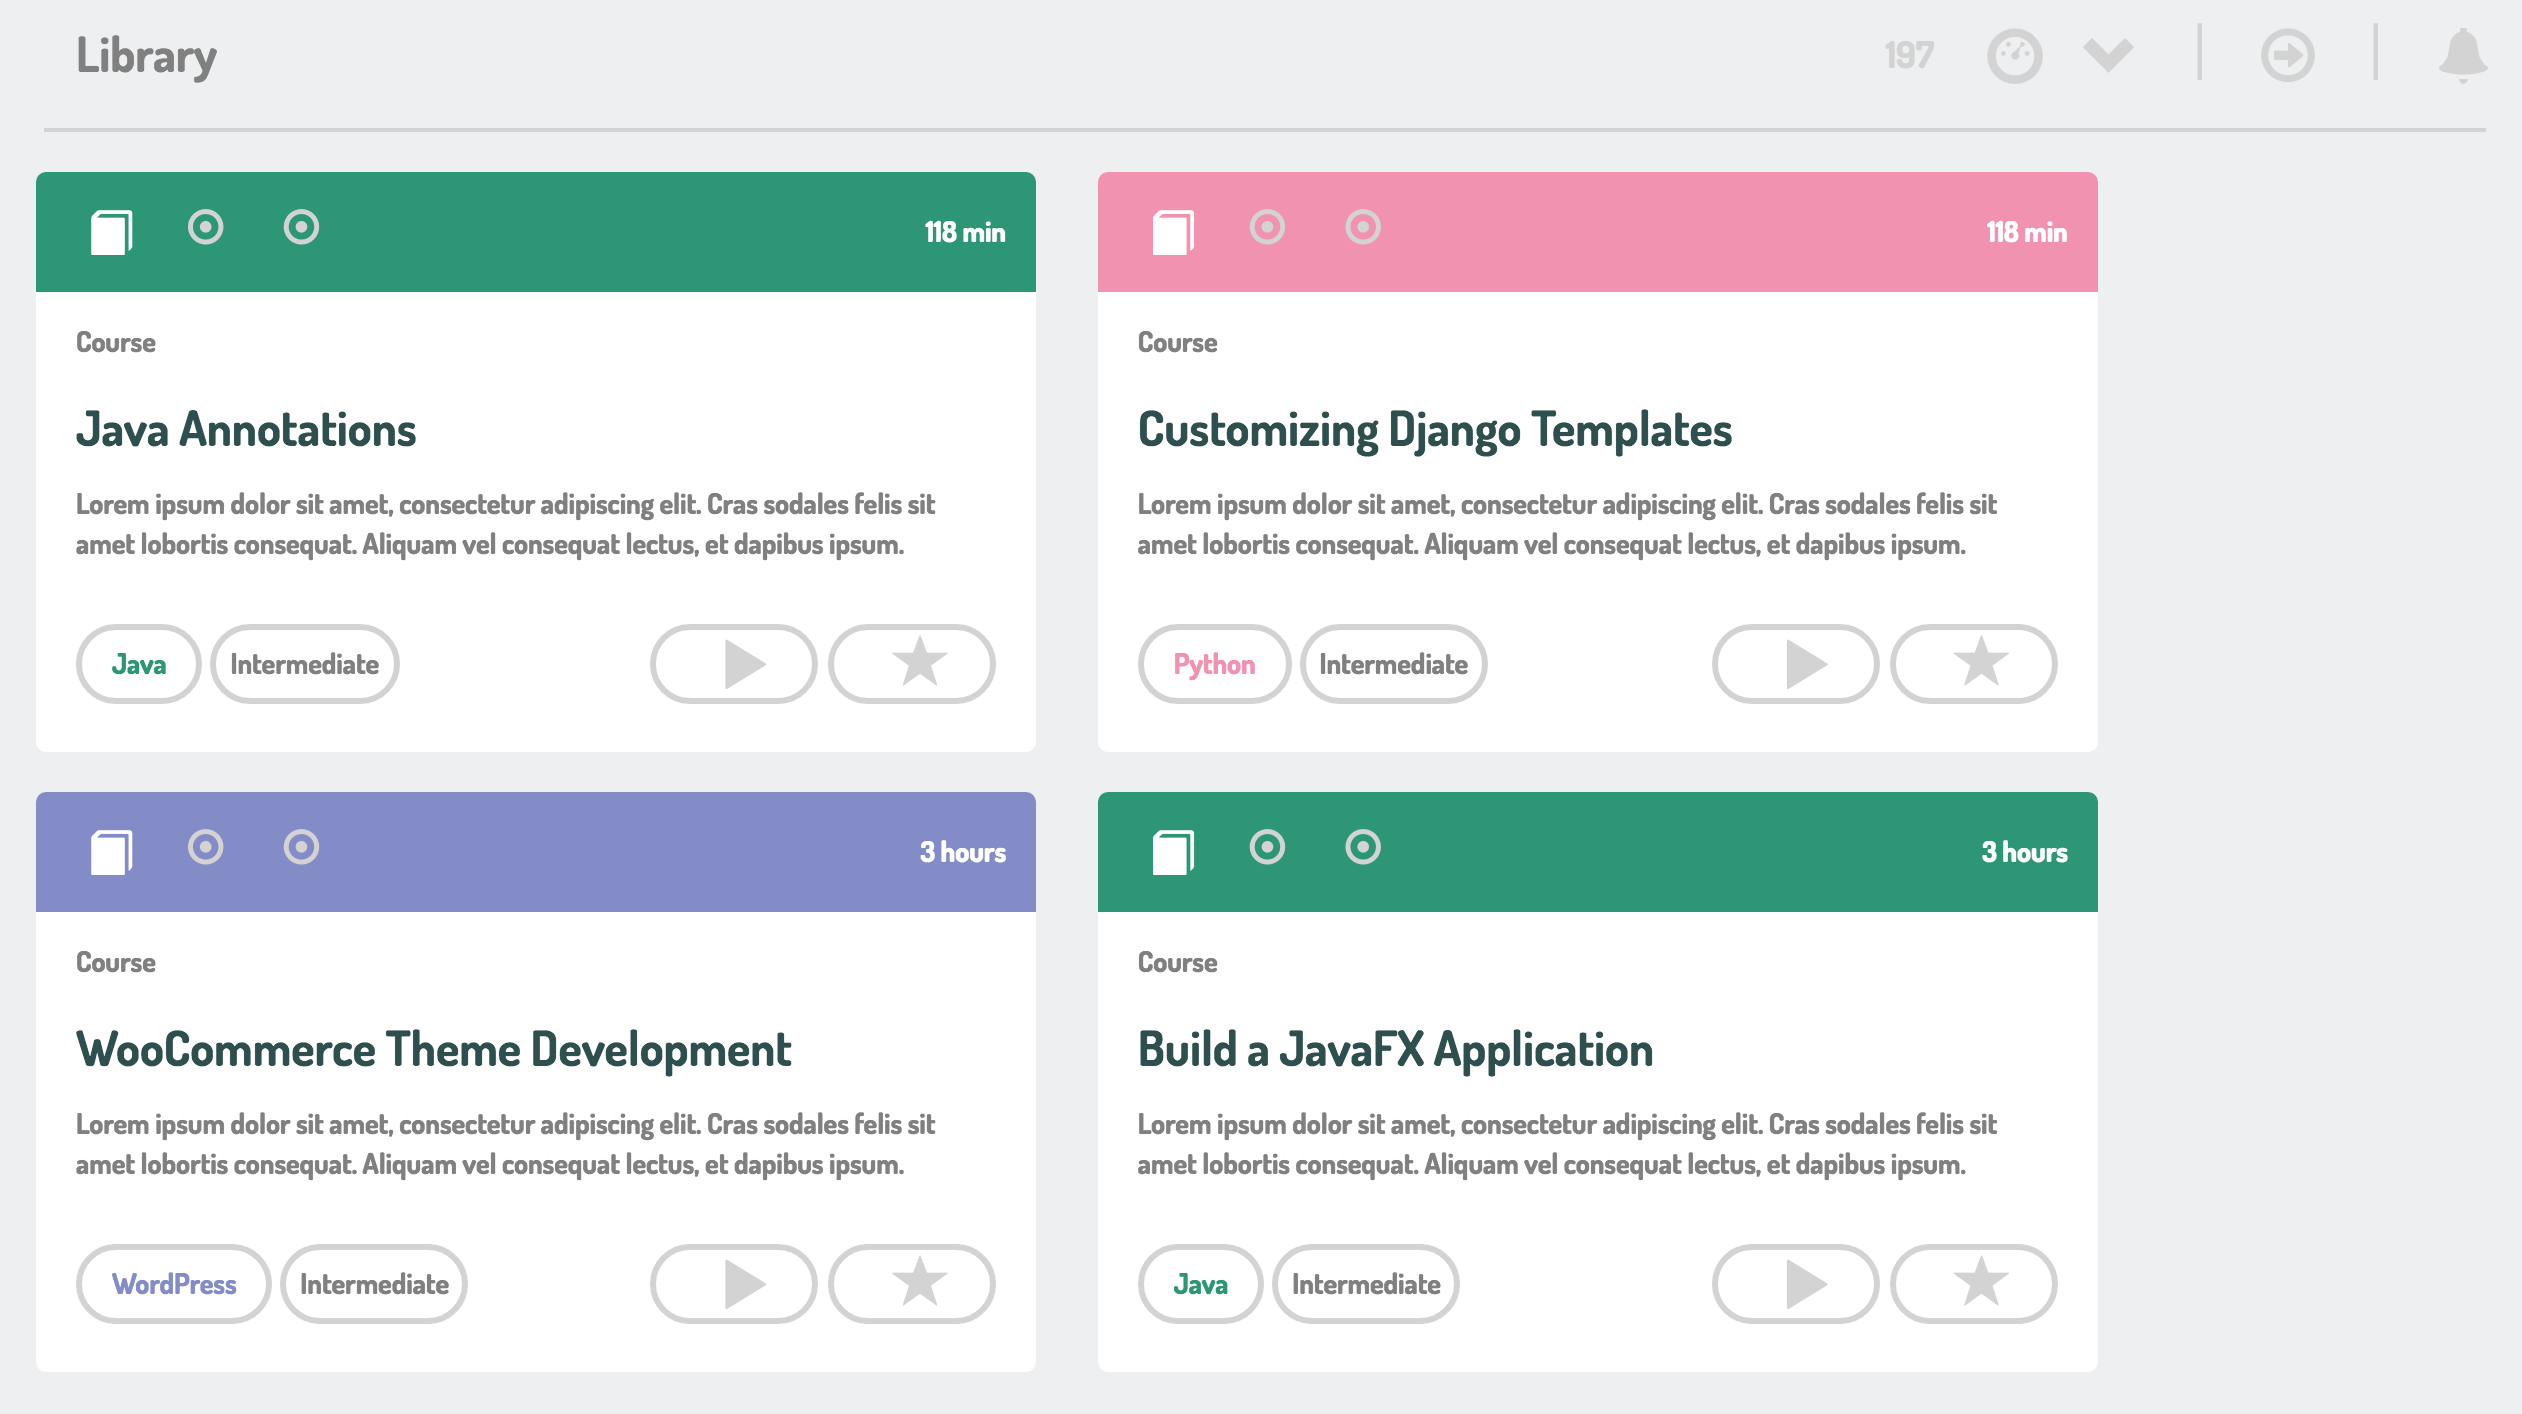 Library
197
118 min
Course
Java Annotations
Lorem ipsum dolor sit amet, consectetur adipiscing elit. Cras sodales felis sit
amet lobortis consequat. Aliquam vel consequat lectus, et dapibus ipsum.
Java
Intermediate
118 min
Course
Customizing Django Templates
Lorem ipsum dolor sit amet, consectetur adipiscing elit. Cras sodales felis sit
amet lobortis consequat. Aliquam vel consequat lectus, et dapibus ipsum.
Python
Intermediate
3 hours
Course
WooCommerce Theme Development
Lorem ipsum dolor sit amet, consectetur adipiscing elit. Cras sodales felis sit
amet lobortis consequat. Aliquam vel consequat lectus, et dapibus ipsum.
WordPress
Intermediate
3 hours
Course
Build a JavaFX Application
Lorem ipsum dolor sit amet, consectetur adipiscing elit. Cras sodales felis sit
amet lobortis consequat. Aliquam vel consequat lectus, et dapibus ipsum.
Java
Intermediate